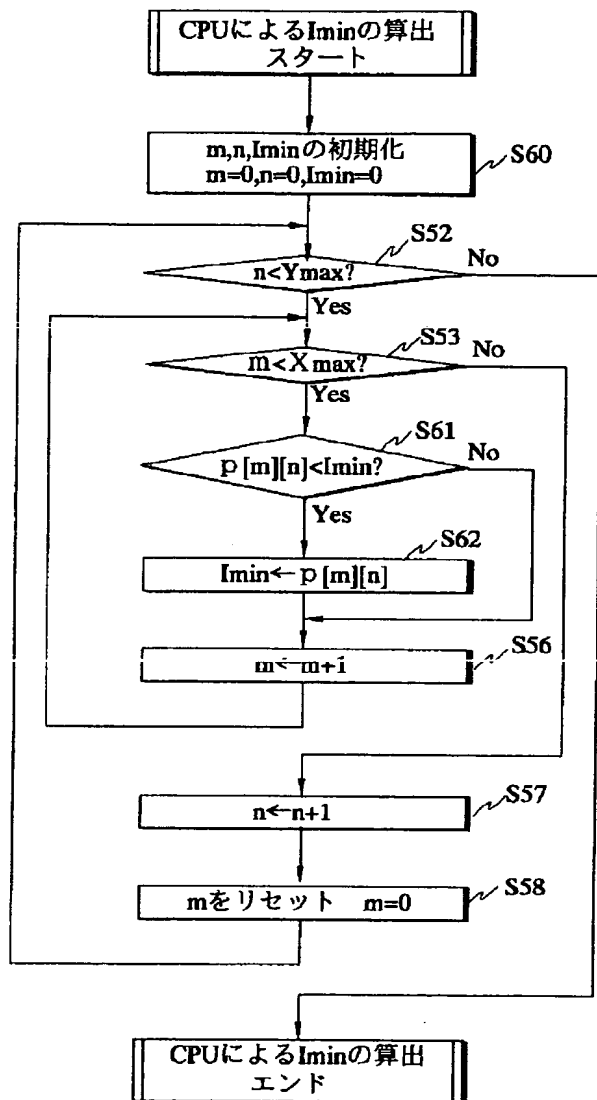 CPUによるIminの算出
スタート
m,n,Iminの初期化
m=0,n=0,Imin=0
S60
S52
n<Ymax?
No
Yes
S53
m<Xmax?
No
Yes
S61
p[m][n]<Imin?
No
Yes
S62
Imin←p[m][n]
S56
m←m+1
S57
n←n+1
S58
mをリセット m=0
CPUによるIminの算出
エンド